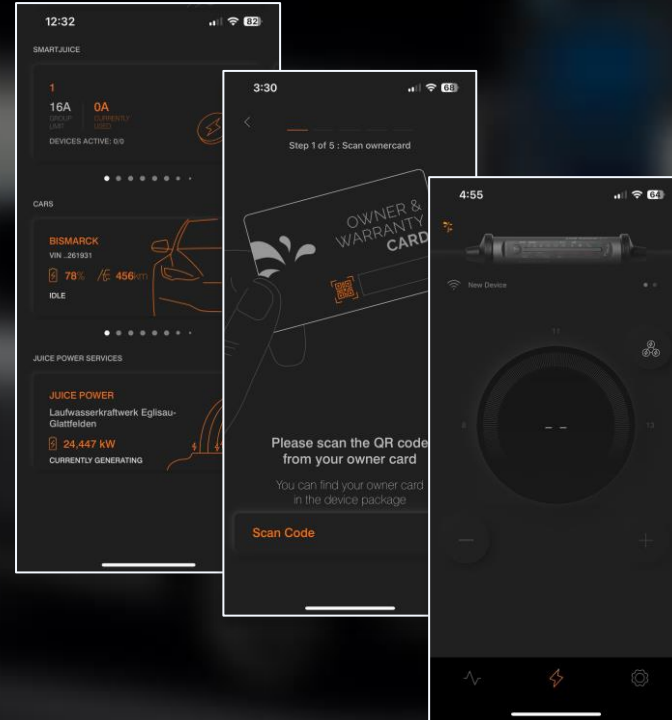 12:32
82
SMARTJUICE
1
16A
0A
GROUP
LIMIT
CURRENTLY
USED
DEVICES ACTIVE: 0/0
CARS
BISMARCK
VIN ..261931
78%
456km
IDLE
JUICE POWER SERVICES
JUICE POWER
Laufwasserkraftwerk Eglisau-
Glattfelden
24,447 kW
CURRENTLY GENERATING
3:30
68
Step 1 of 5 : Scan ownercard
OWNER &
WARRANTY
CARD
Please scan the QR code
from your owner card
You can find your owner card
in the device package
Scan Code
4:55
64
New Device
11
8
13
- -